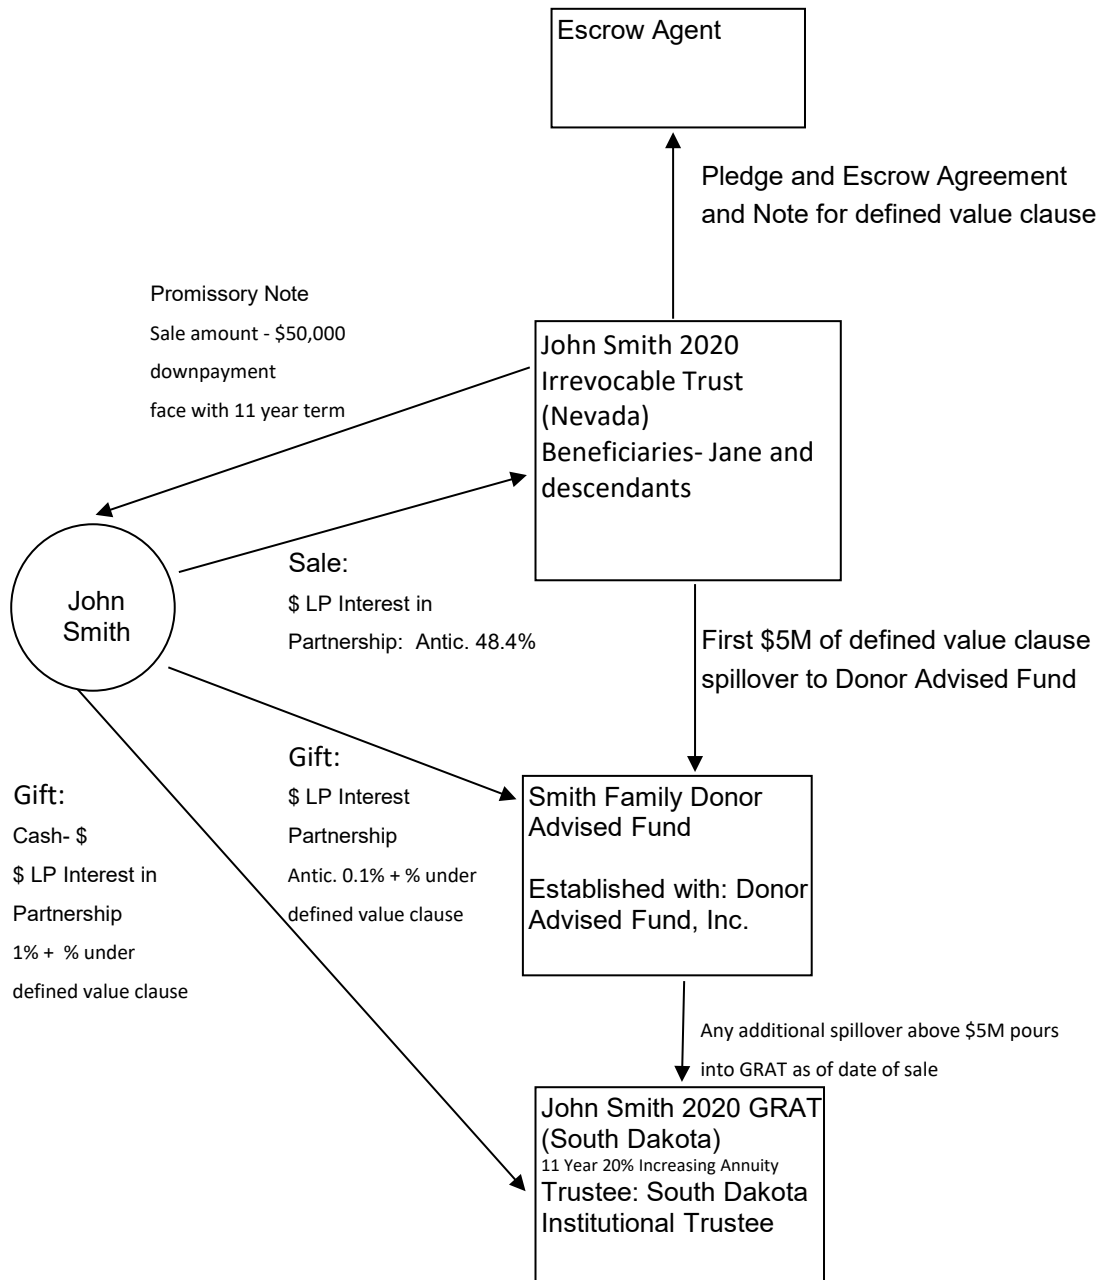 Escrow Agent
Pledge and Escrow Agreement
and Note for defined value clause
Promissory Note
Sale amount - $50,000
downpayment
face with 11 year term
John Smith 2020
Irrevocable Trust
(Nevada)
Beneficiaries- Jane and
descendants
John
Smith
Sale:
$ LP Interest in
Partnership: Antic. 48.4%
First $5M of defined value clause
spillover to Donor Advised Fund
Gift:
$ LP Interest
Partnership
Antic. 0.1% + % under
defined value clause
Gift:
Cash- $
$ LP Interest in
Partnership
1% + % under
defined value clause
Smith Family Donor
Advised Fund
Established with: Donor
Advised Fund, Inc.
Any additional spillover above $5M pours
into GRAT as of date of sale
John Smith 2020 GRAT
(South Dakota)
11 Year 20% Increasing Annuity
Trustee: South Dakota
Institutional Trustee